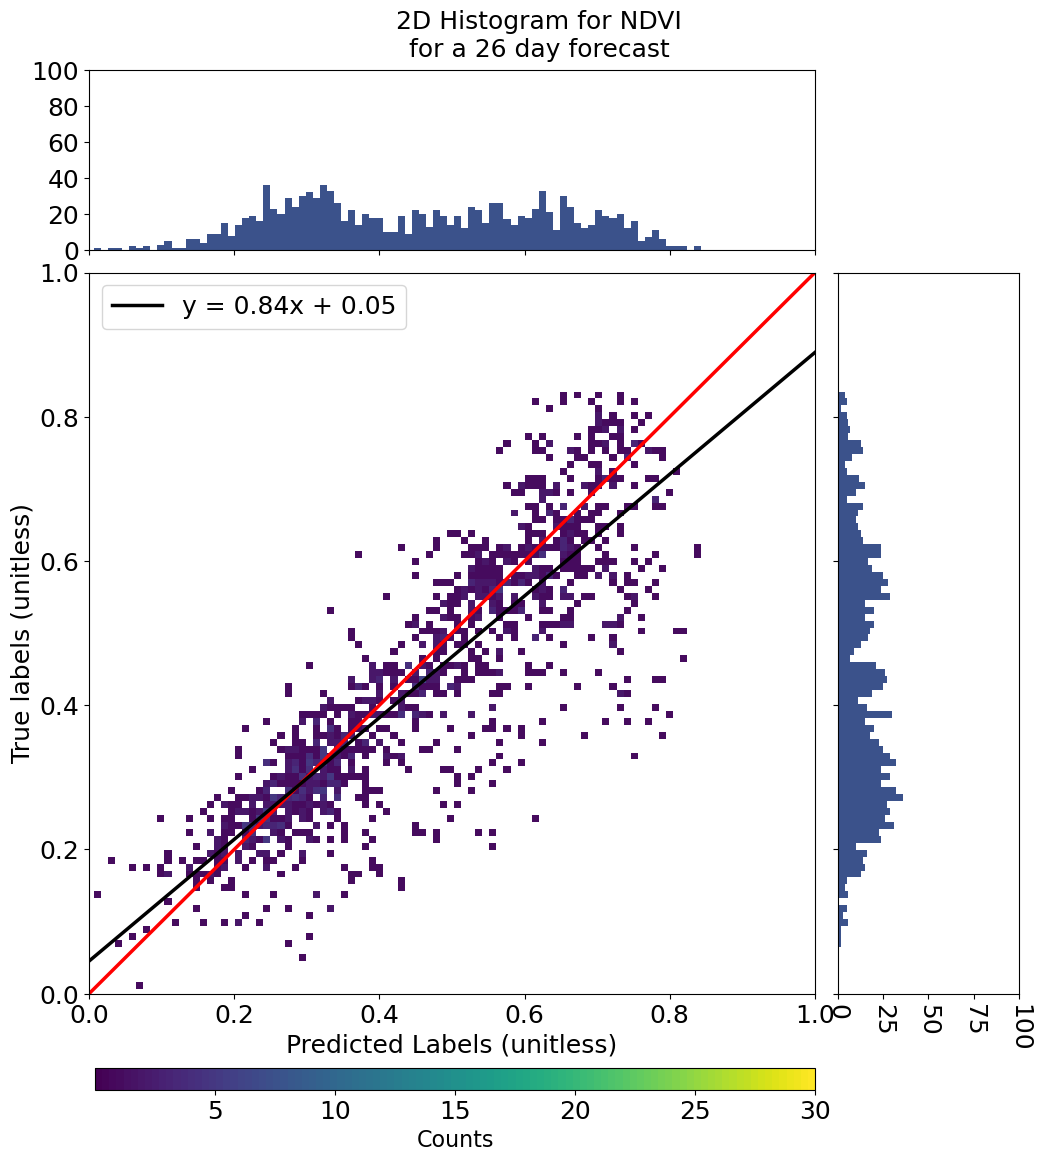 2D Histogram for NDVI
for a 26 day forecast
100
80
60
40
20
0
1.0
0.8
0.6
0.4
0.2
0.0
True labels (unitless)
y = 0.84x + 0.05
0.0 0.2 0.4 0.6 0.8 1.0
Predicted Labels (unitless)
0 25 50 75 100
5 10 15 20 25 30
Counts